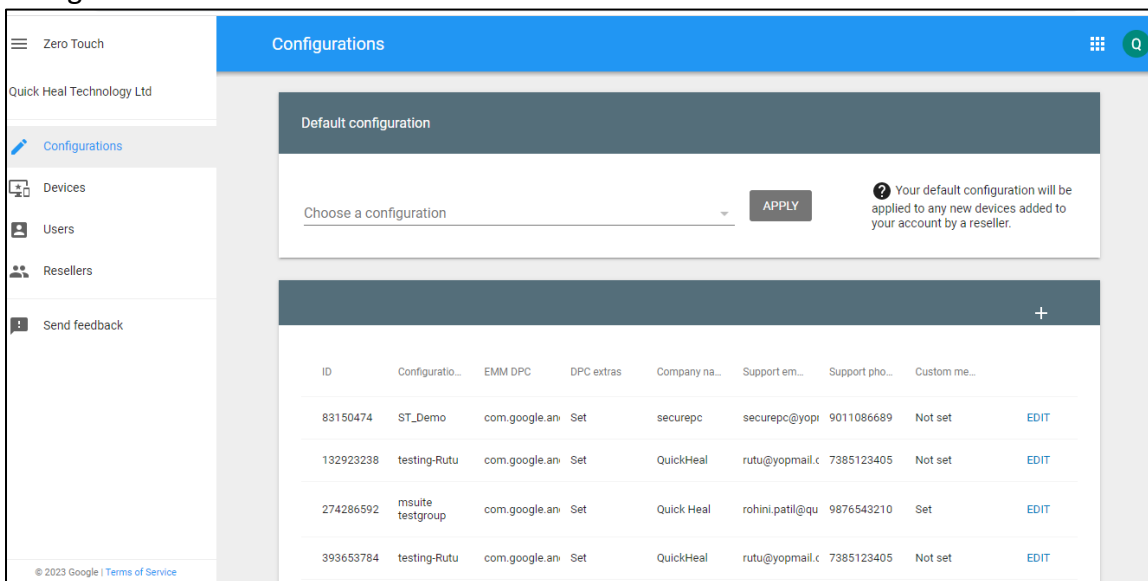 Zero Touch
Configurations
Q
Quick Heal Technology Ltd
Configurations
Devices
Users
Resellers
Send feedback
© 2023 Google | Terms of Service
Default configuration
Choose a configuration
APPLY
? Your default configuration will be
applied to any new devices added to
your account by a reseller.
+
ID Configuratio... EMM DPC DPC extras Company na... Support em... Support pho... Custom me...
83150474 ST_Demo com.google.an Set securepc securepc@yop 9011086689 Not set EDIT
132923238 testing-Rutu com.google.an Set QuickHeal rutu@yopmail.c 7385123405 Not set EDIT
274286592 msuite testgroup com.google.an Set Quick Heal rohini.patil@qu 9876543210 Set EDIT
393653784 testing-Rutu com.google.an Set QuickHeal rutu@yopmail.c 7385123405 Not set EDIT